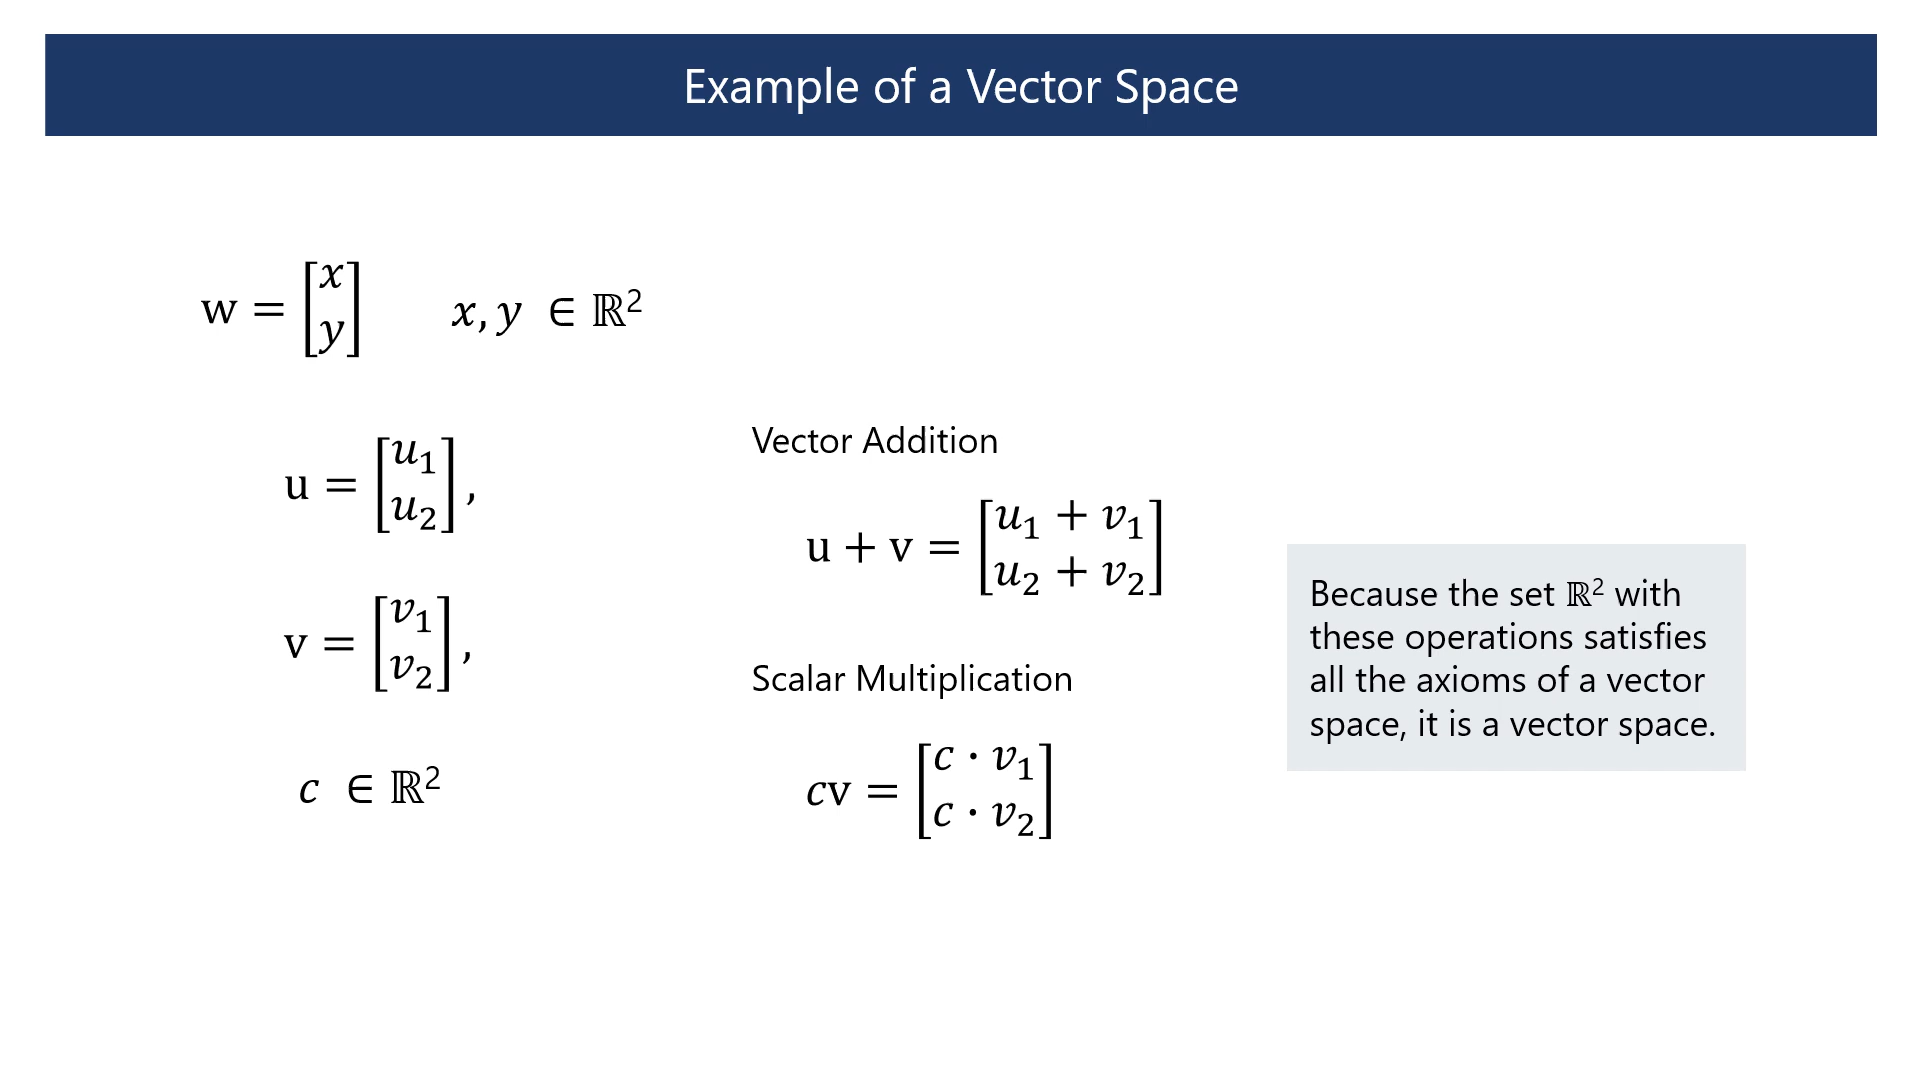 Example of a Vector Space
w = [x y]    x, y ∈ ℝ²
u = [u₁ u₂],
v = [v₁ v₂],
c ∈ ℝ²
Vector Addition
u + v = [u₁ + v₁ u₂ + v₂]
Scalar Multiplication
cv = [c · v₁ c · v₂]
Because the set ℝ² with
these operations satisfies
all the axioms of a vector
space, it is a vector space.